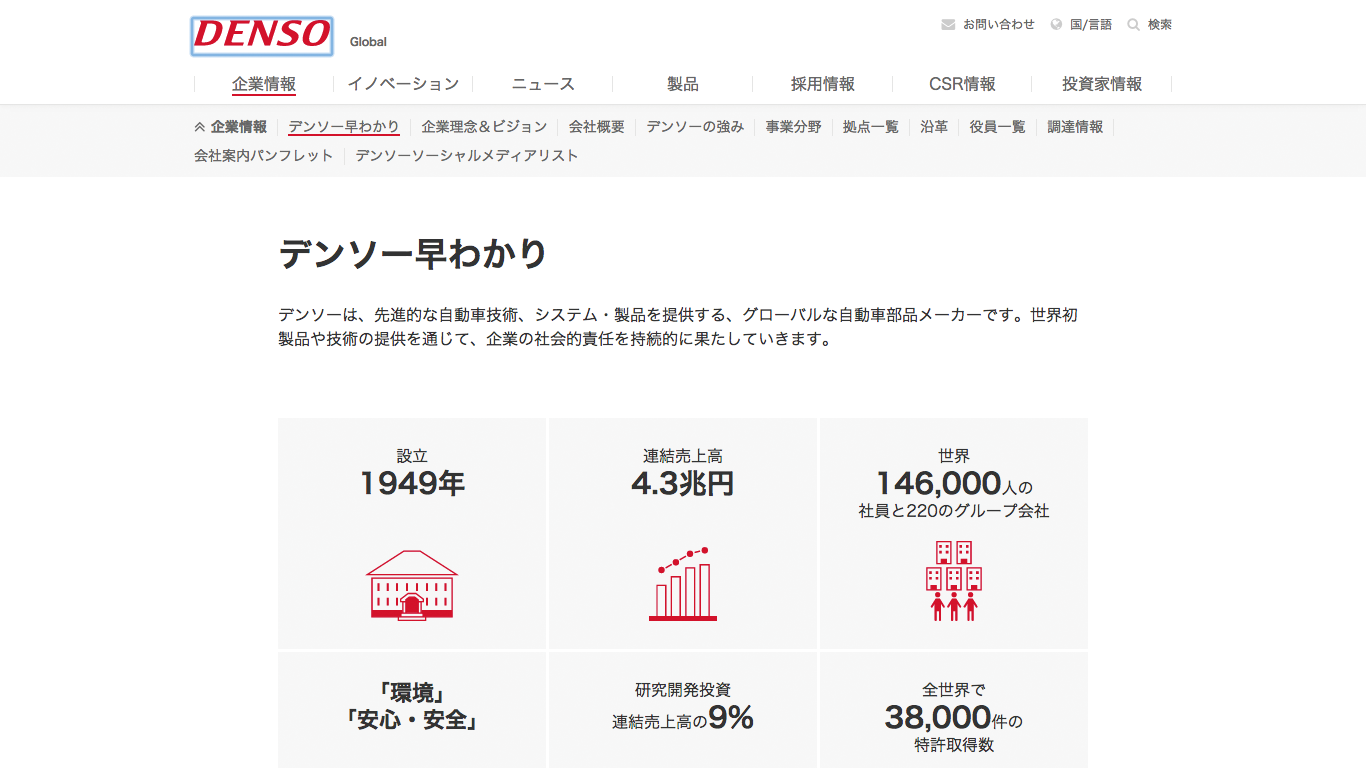 DENSO
Global
お問い合わせ
国/言語
検索
企業情報
イノベーション
ニュース
製品
採用情報
CSR情報
投資家情報
企業情報
デンソー早わかり
企業理念＆ビジョン
会社概要
デンソーの強み
事業分野
拠点一覧
沿革
役員一覧
調達情報
会社案内パンフレット
デンソーソーシャルメディアリスト
デンソー早わかり
デンソーは、先進的な自動車技術、システム・製品を提供する、グローバルな自動車部品メーカーです。世界初
製品や技術の提供を通じて、企業の社会的責任を持続的に果たしていきます。
設立
1949年
連結売上高
4.3兆円
世界
146,000人の
社員と220のグループ会社
「環境」
「安心・安全」
研究開発投資
連結売上高の9%
全世界で
38,000件の
特許取得数